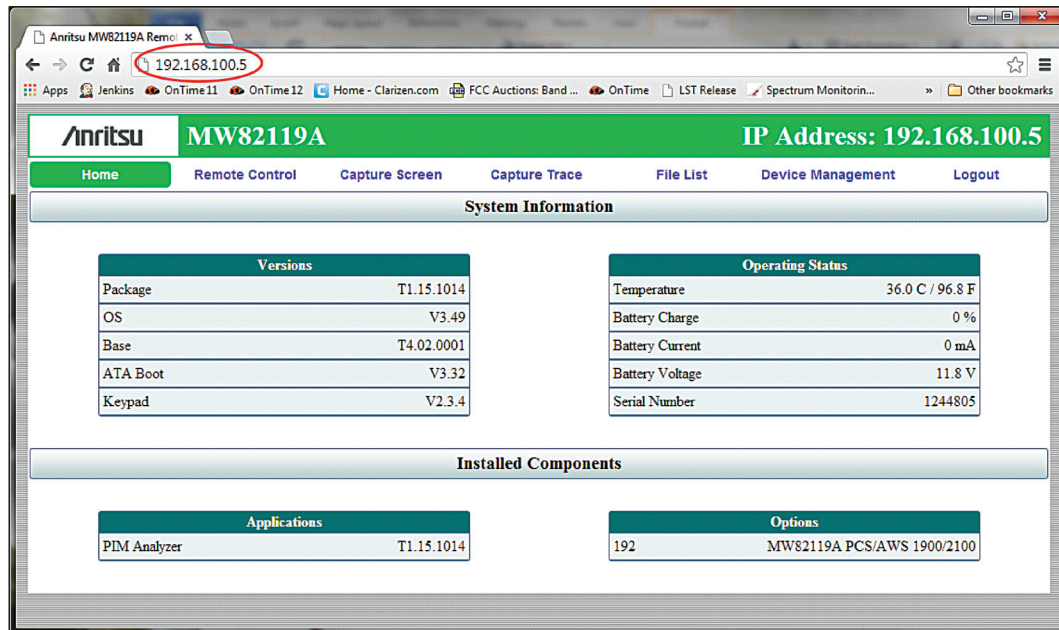 Anritsu MW82119A Remot
192.168.100.5
Apps Jenkins OnTime11 OnTime12 Home - Clarizen.com FCC Auctions: Band ... OnTime LST Release Spectrum Monitorin... » Other bookmarks
Anritsu MW82119A IP Address: 192.168.100.5
Home Remote Control Capture Screen Capture Trace File List Device Management Logout
System Information
Versions
Package T1.15.1014
OS V3.49
Base T4.02.0001
ATA Boot V3.32
Keypad V2.3.4
Operating Status
Temperature 36.0 C / 96.8 F
Battery Charge 0 %
Battery Current 0 mA
Battery Voltage 11.8 V
Serial Number 1244805
Installed Components
Applications
PIM Analyzer T1.15.1014
Options
192 MW82119A PCS/AWS 1900/2100